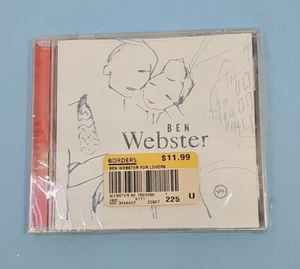 BEN
Webster
BORDERS $11.99
BEN WEBSTER FOR LOVERS
225 U